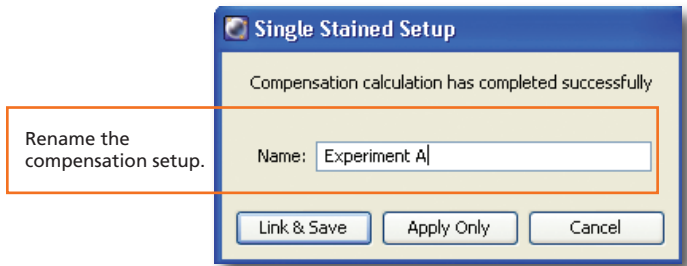 Single Stained Setup
Compensation calculation has completed successfully
Rename the
compensation setup.
Name: Experiment A
Link & Save Apply Only Cancel